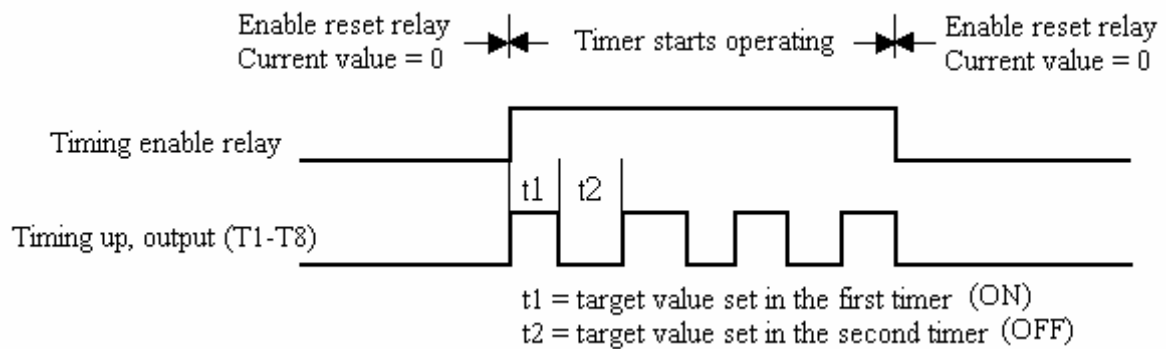 Enable reset relay
Current value = 0
Timer starts operating
Enable reset relay
Current value = 0
Timing enable relay
t1
t2
Timing up, output (T1-T8)
t1 = target value set in the first timer (ON)
t2 = target value set in the second timer (OFF)